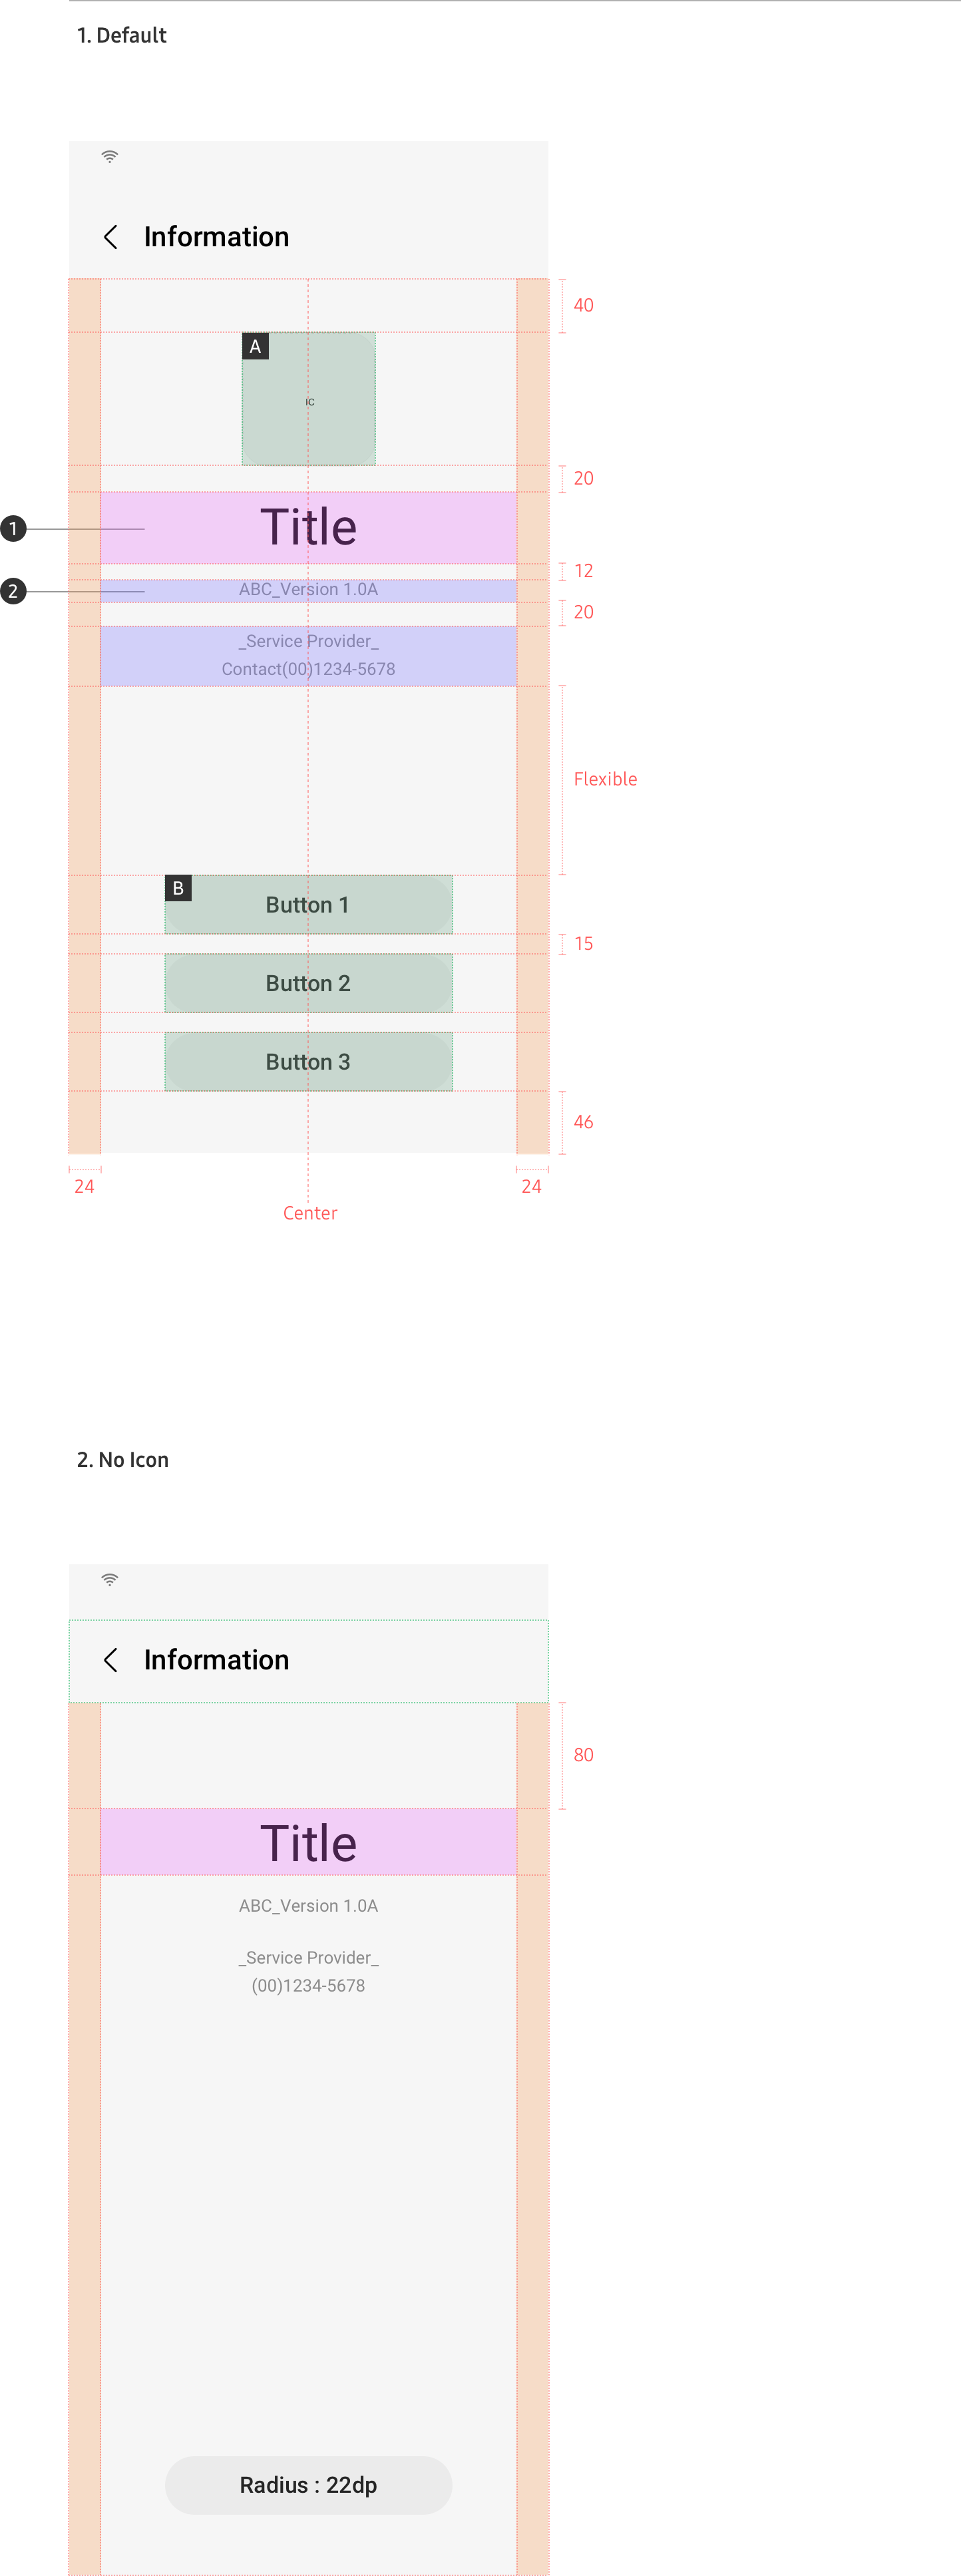 1. Default
Information
40
A
IC
20
1
Title
12
2
ABC_Version 1.0A
20
_Service Provider_
Contact(00)1234-5678
Flexible
B
Button 1
15
Button 2
Button 3
46
24
24
Center
2. No Icon
Information
80
Title
ABC_Version 1.0A
_Service Provider_
(00)1234-5678
Radius : 22dp